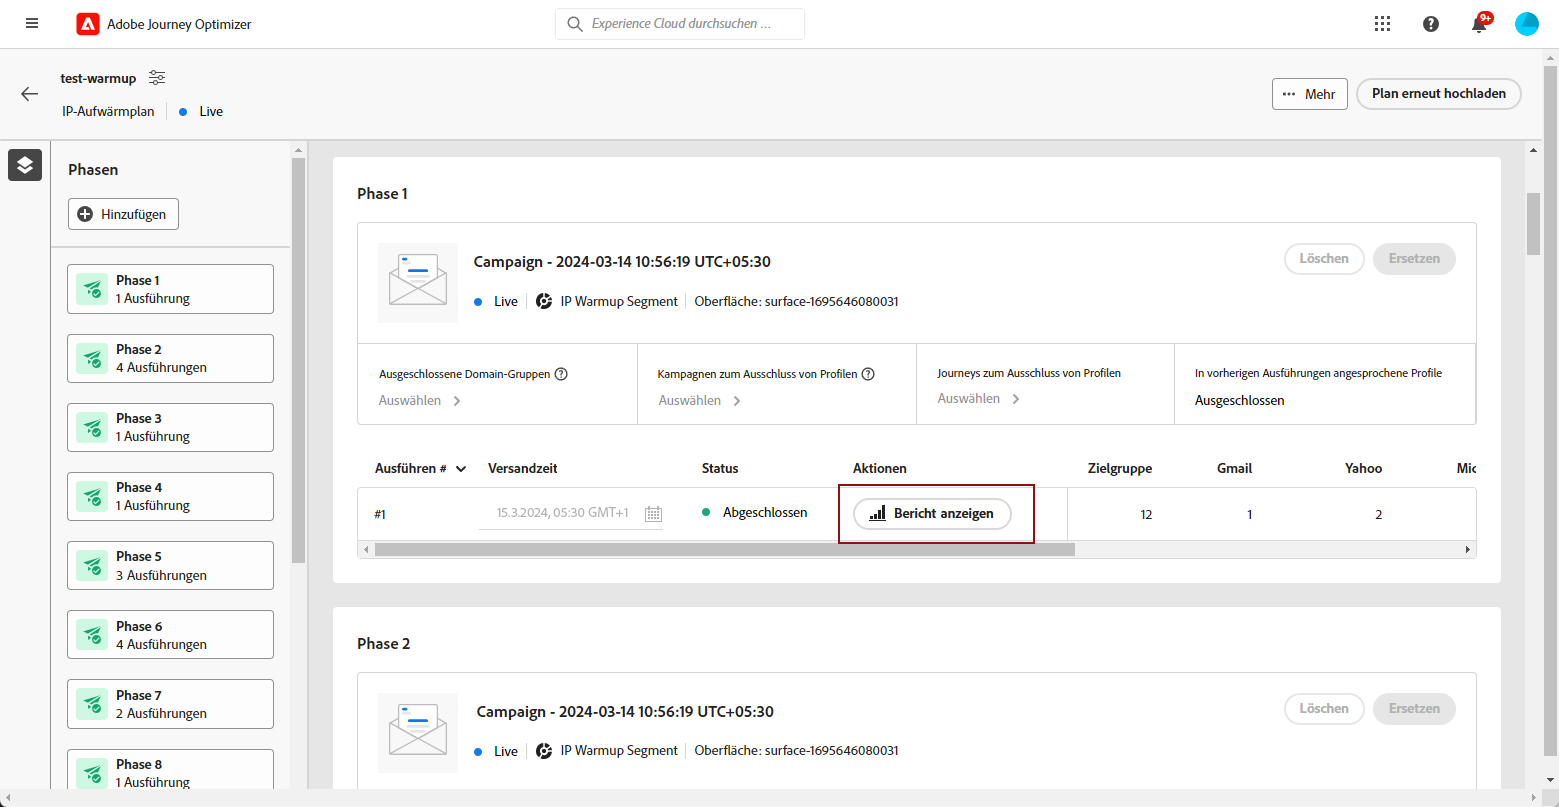 Adobe Journey Optimizer
Experience Cloud durchsuchen ...
9+
test-warmup
IP-Aufwärmplan
Live
Mehr
Plan erneut hochladen
Phasen
Hinzufügen
Phase 1
1 Ausführung
Phase 2
4 Ausführungen
Phase 3
1 Ausführung
Phase 4
1 Ausführung
Phase 5
3 Ausführungen
Phase 6
4 Ausführungen
Phase 7
2 Ausführungen
Phase 8
1 Ausführung
Phase 1
Campaign - 2024-03-14 10:56:19 UTC+05:30
Löschen
Ersetzen
Live
IP Warmup Segment
Oberfläche: surface-1695646080031
Ausgeschlossene Domain-Gruppen
Auswählen
Kampagnen zum Ausschluss von Profilen
Auswählen
Journeys zum Ausschluss von Profilen
Auswählen
In vorherigen Ausführungen angesprochene Profile
Ausgeschlossen
Ausführen # Versandzeit Status Aktionen Zielgruppe Gmail Yahoo Mic
#1 15.3.2024, 05:30 GMT+1 Abgeschlossen Bericht anzeigen 12 1 2
Phase 2
Campaign - 2024-03-14 10:56:19 UTC+05:30
Löschen
Ersetzen
Live
IP Warmup Segment
Oberfläche: surface-1695646080031